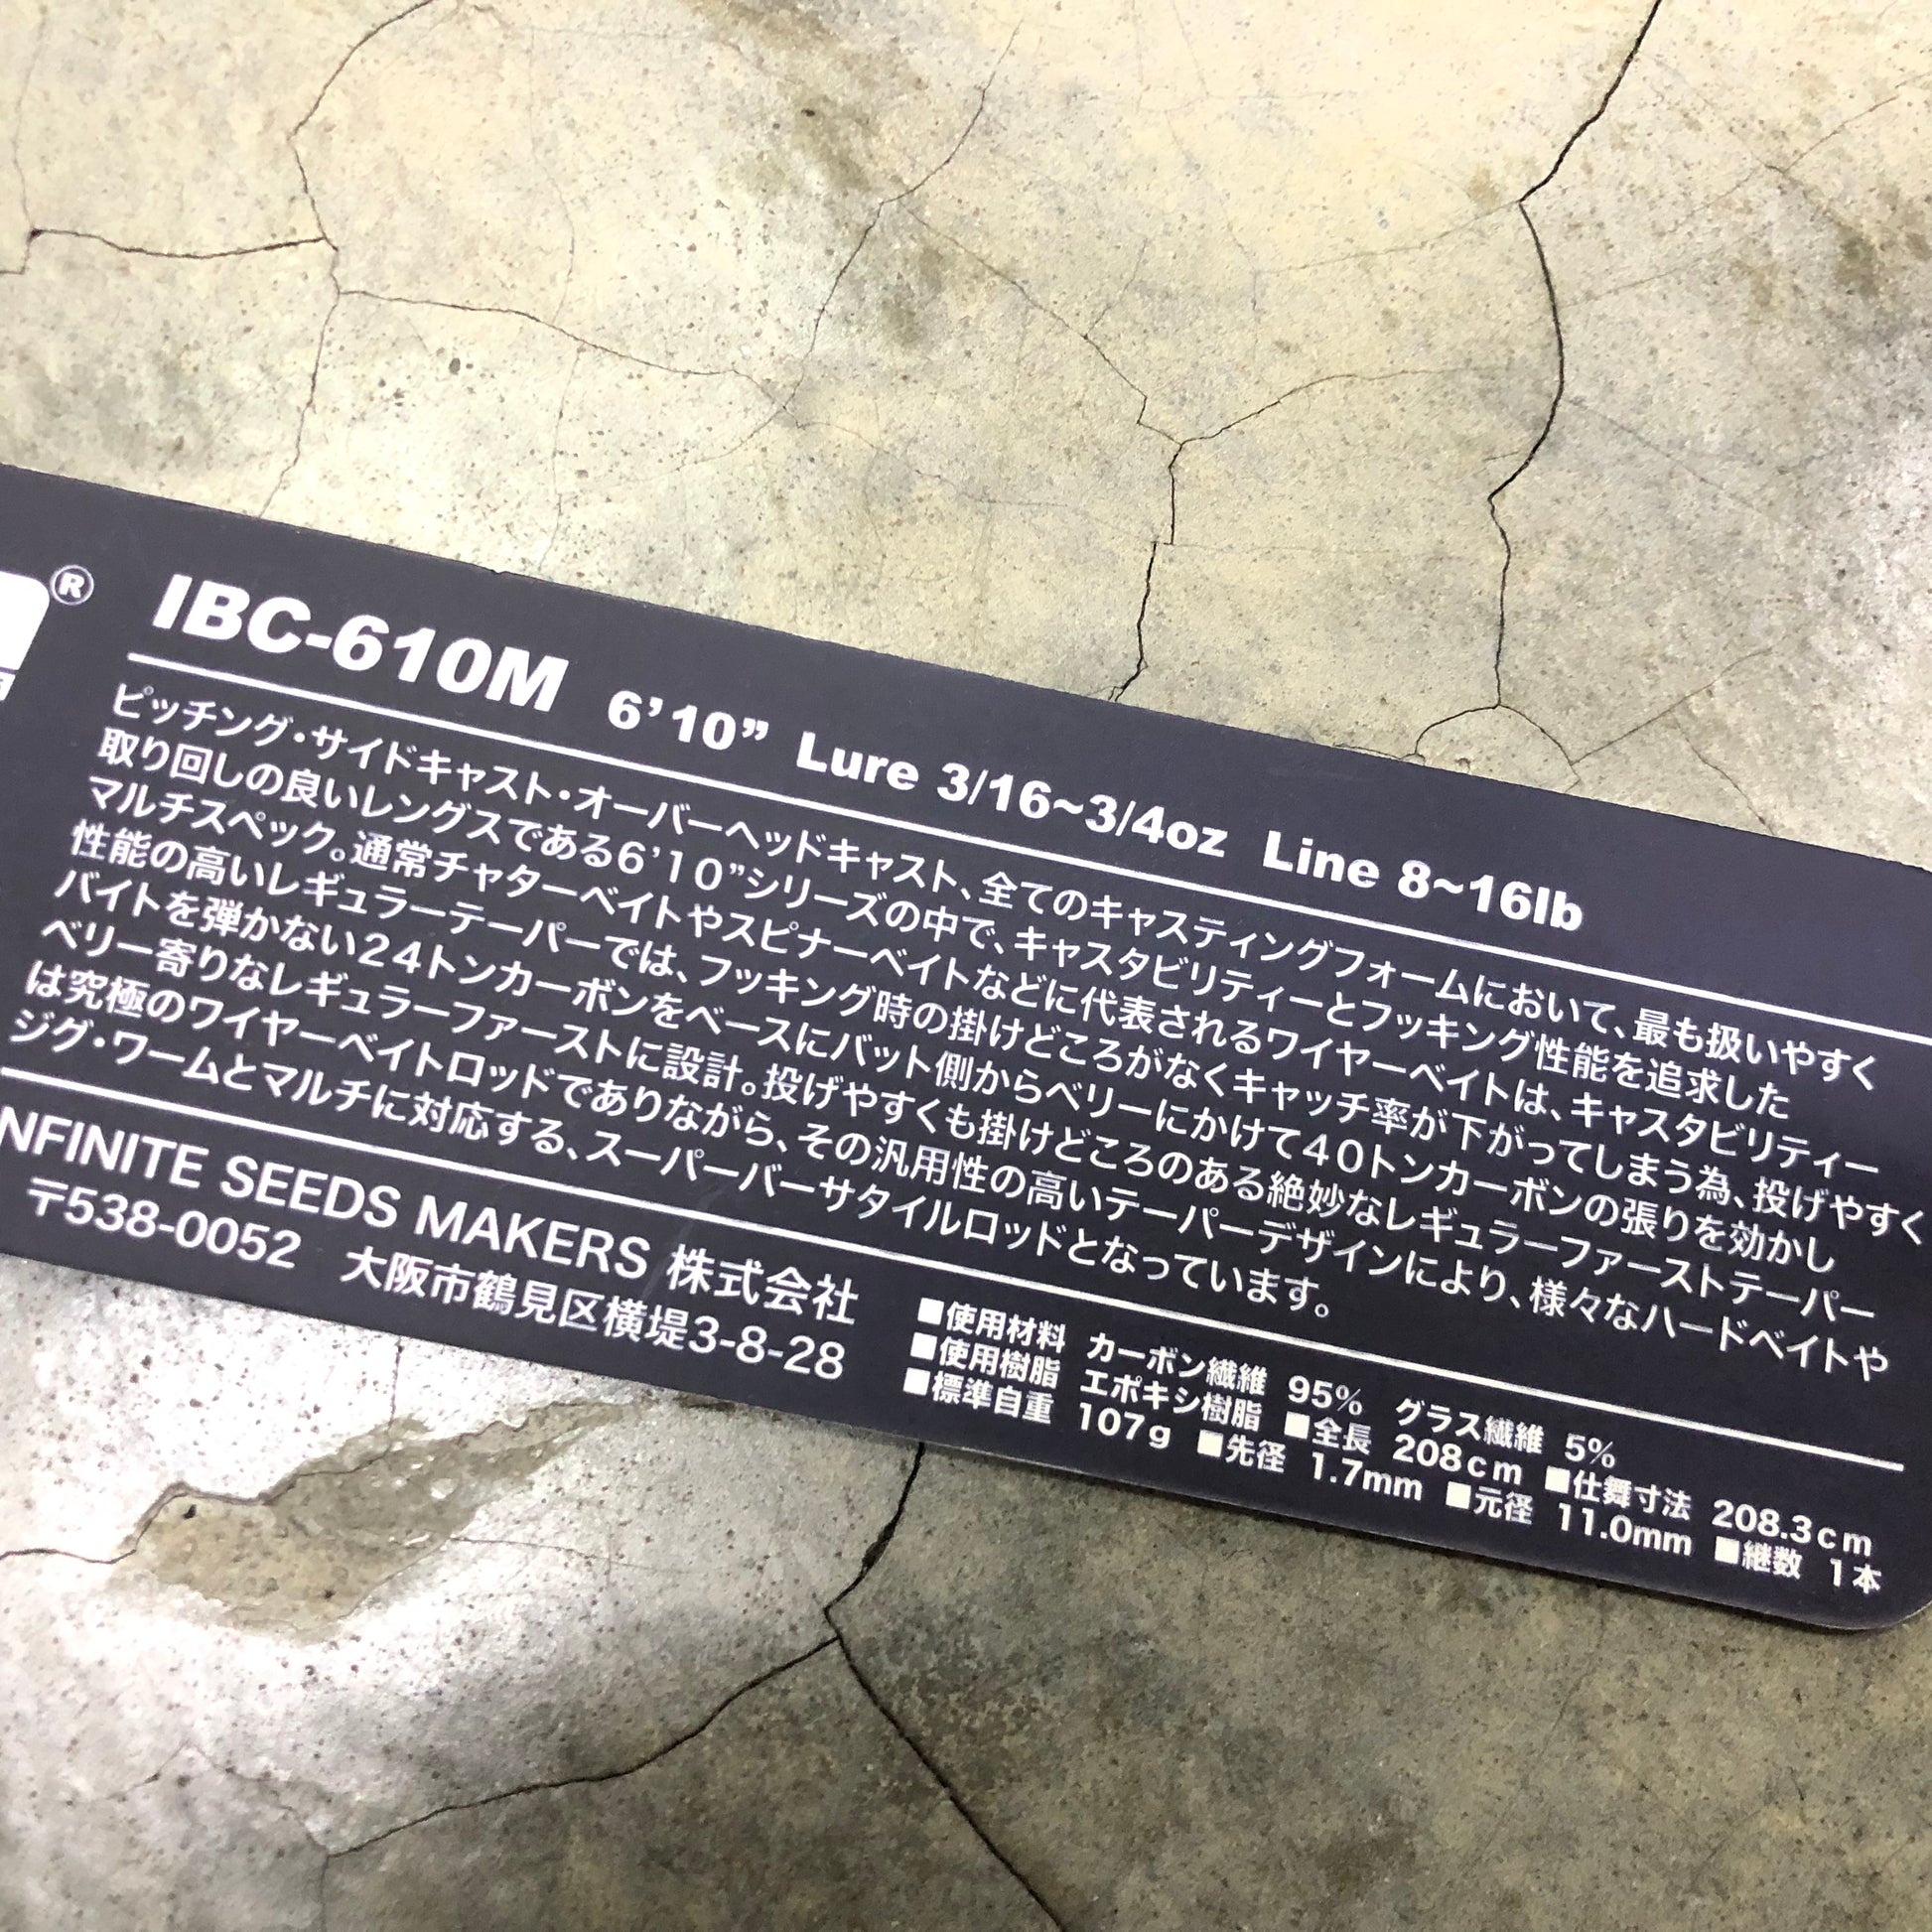 ®
IBC-610M 6’10” Lure 3/16~3/4oz Line 8~16lb
ピッチング・サイドキャスト・オーバーヘッドキャスト、全てのキャスティングフォームにおいて、最も扱いやすく
取り回しの良いレングスである6’10”シリーズの中で、キャスタビリティーとフッキング性能を追求した
マルチスペック。通常チャターベイトやスピナーベイトなどに代表されるワイヤーベイトは、キャスタビリティー
性能の高いレギュラーテーパーでは、フッキング時の掛けどころがなくキャッチ率が下がってしまう為、投げやすく
バイトを弾かない24トンカーボンをベースにバット側からベリーにかけて40トンカーボンの張りを効かし
ベリー寄りなレギュラーファーストに設計。投げやすくも掛けどころのある絶妙なレギュラーファーストテーパー
は究極のワイヤーベイトロッドでありながら、その汎用性の高いテーパーデザインにより、様々なハードベイトや
ジグ・ワームとマルチに対応する、スーパーバーサタイルロッドとなっています。
NFINITE SEEDS MAKERS 株式会社
〒538-0052 大阪市鶴見区横堤3-8-28
■使用材料 カーボン繊維 95% グラス繊維 5%
■使用樹脂 エポキシ樹脂 ■全長 208cm ■仕舞寸法 208.3cm
■標準自重 107g ■先径 1.7mm ■元径 11.0mm ■継数 1本